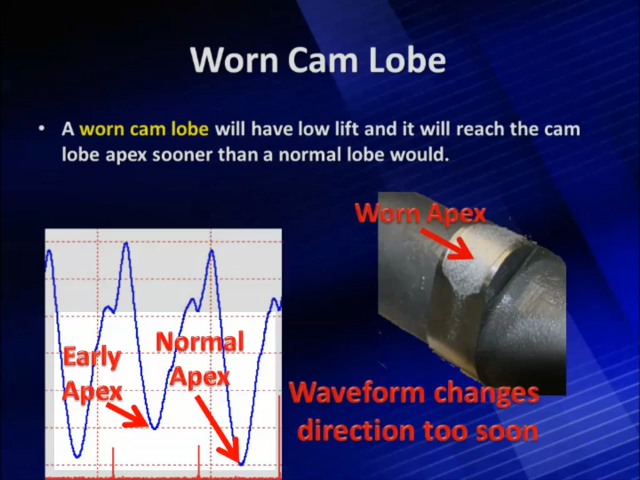 Worn Cam Lobe
• A worn cam lobe will have low lift and it will reach the cam
lobe apex sooner than a normal lobe would.
Worn Apex
Early
Apex
Normal
Apex
Waveform changes
direction too soon